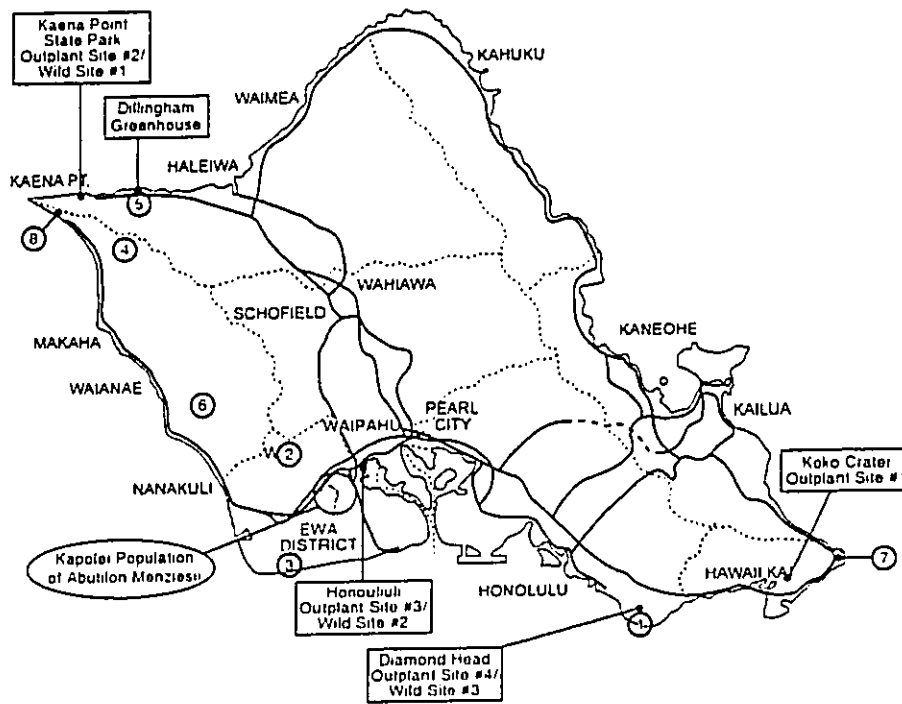 Kaena Point
State Park
Outplant Site #2/
Wild Site #1
KAHUKU
WAIMEA
Dillingham
Greenhouse
HALEIWA
KAENA PT.
5
8
4
WAHIAWA
SCHOFIELD
KANEOHE
MAKAHA
WAIANAE
6
KAILUA
PEARL
CITY
WAIPAHU
W
2
Koko Crater
Outplant Site #1
NANAKULI
EWA
DISTRICT
7
Kapolei Population
of Abutilon Menziesii
3
HAWAII KAI
HONOLULU
Honouliuli
Outplant Site #3/
Wild Site #2
1
Diamond Head
Outplant Site #4/
Wild Site #3